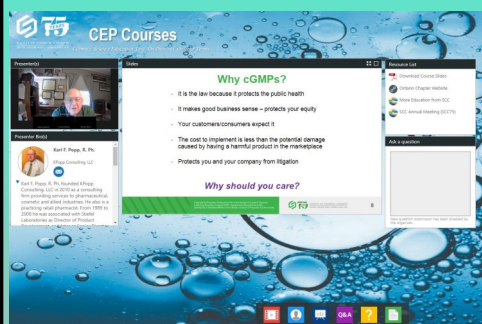 75 YEARS
CEP Courses
Presenter(s)
Presenter Bio(s)
Karl F. Popp, R. Ph.
KPopp Consulting, LLC
Karl F. Popp, R. Ph. founded KPopp
Consulting, LLC in 2010 as a consulting
firm providing services to pharmaceutical,
cosmetic and allied industries. He also is a
practicing retail pharmacist. From 1989 to
2009 he was associated with Stiefel
Laboratories as Director of Product
Slides
Why cGMPs?
- It is the law because it protects the public health
- It makes good business sense – protects your equity
- Your customers/consumers expect it
- The cost to implement is less than the potential damage
caused by having a harmful product in the marketplace
- Protects you and your company from litigation
Why should you care?
75
8
Resource List
Download Course Slides
Ontario Chapter Website
More Education from SCC
SCC Annual Meeting (SCC75)
Ask a question
Q&A
?